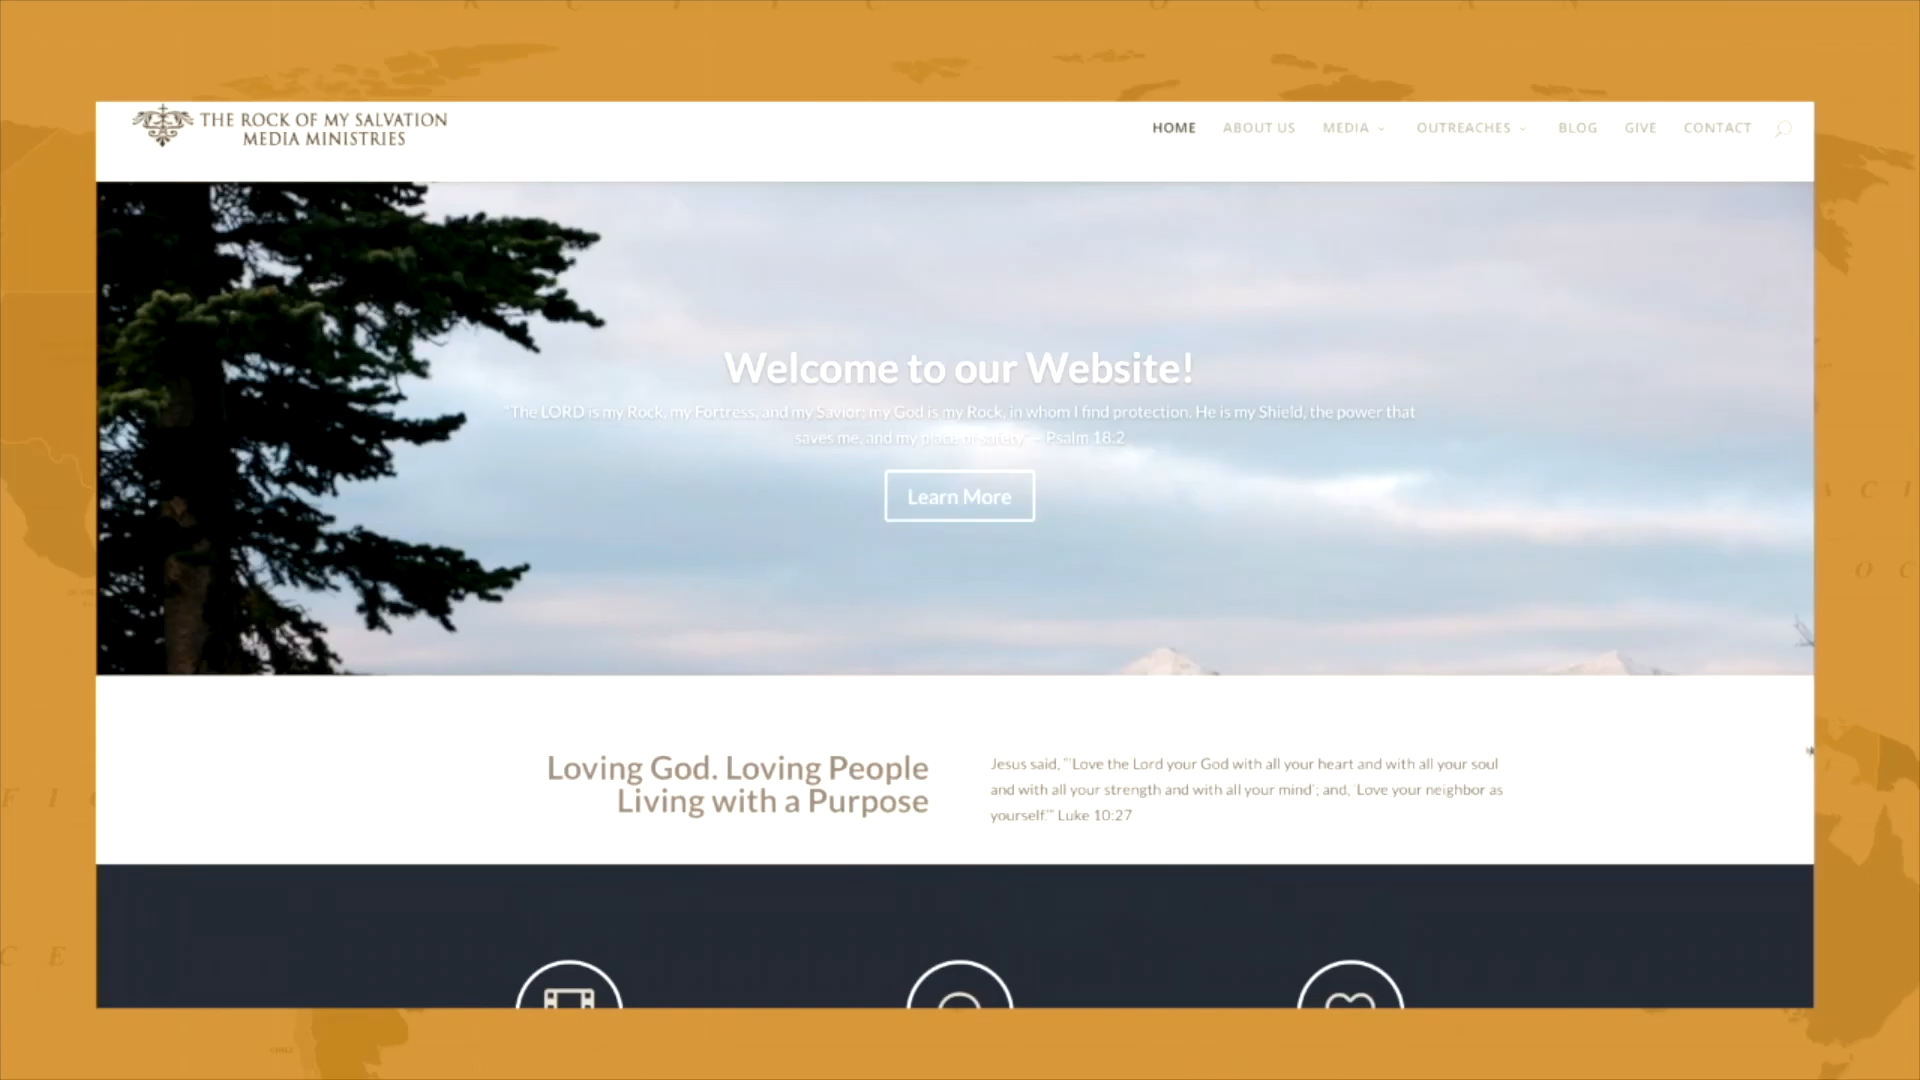 THE ROCK OF MY SALVATION
MEDIA MINISTRIES
HOME ABOUT US MEDIA OUTREACHES BLOG GIVE CONTACT
Welcome to our Website!
"The LORD is my Rock, my Fortress, and my Savior; my God is my Rock, in whom I find protection. He is my Shield, the power that
saves me, and my place of safety" - Psalm 18:2
Learn More
Loving God. Loving People
Living with a Purpose
Jesus said, "'Love the Lord your God with all your heart and with all your soul
and with all your strength and with all your mind'; and, 'Love your neighbor as
yourself.'" Luke 10:27